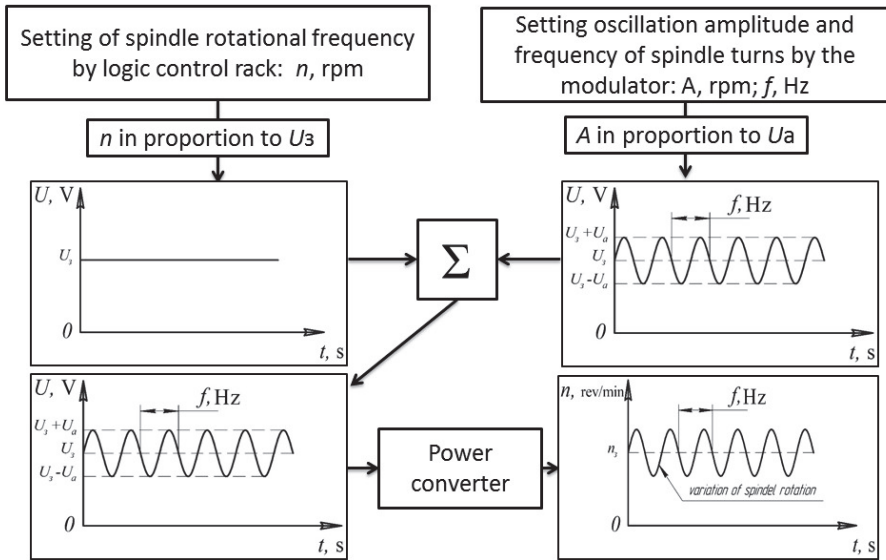 Setting of spindle rotational frequency
by logic control rack: n, rpm
Setting oscillation amplitude and
frequency of spindle turns by the
modulator: A, rpm; f, Hz
n in proportion to Uз
A in proportion to Ua
U, V
Uз
0
t, s
Σ
U, V
f, Hz
Uз+Ua
Uз
Uз-Ua
0
t, s
U, V
f, Hz
Uз+Ua
Uз
Uз-Ua
0
t, s
Power
converter
n, rev/min
f, Hz
nз
variation of spindel rotation
0
t, s